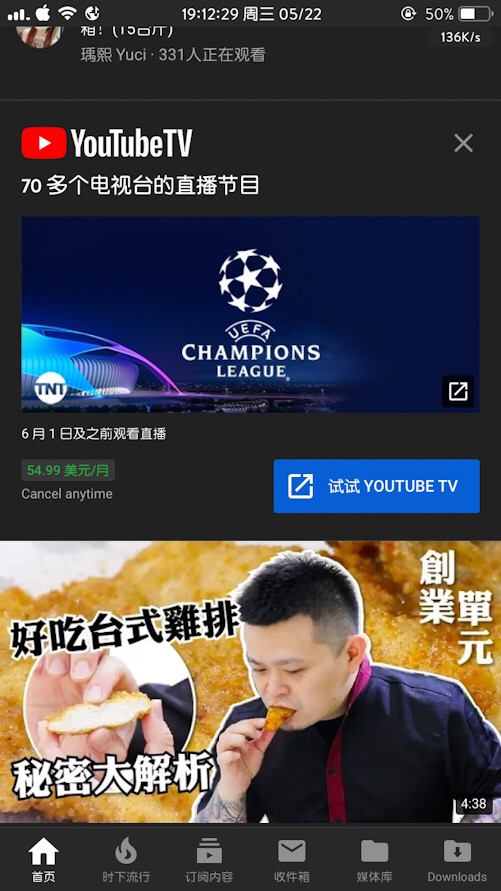 19:12:29 周三 05/22
50%
136K/s
箱！(15台斤)
瑀熙 Yuci · 331人正在观看
YouTubeTV
70 多个电视台的直播节目
UEFA
CHAMPIONS
LEAGUE
TNT
6 月 1 日及之前观看直播
54.99 美元/月
Cancel anytime
试试 YOUTUBE TV
創業
單元
好吃台式雞排
秘密大解析
4:38
首页
时下流行
订阅内容
收件箱
媒体库
Downloads